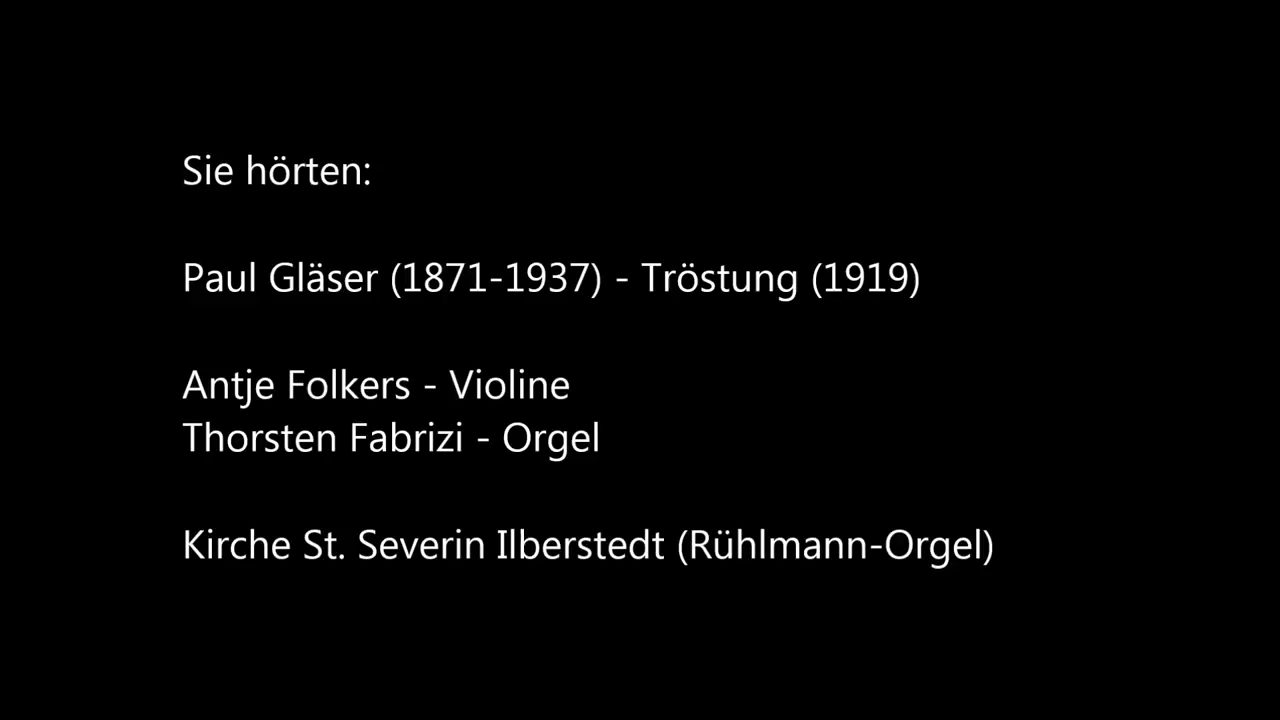 Sie hörten:
Paul Gläser (1871-1937) - Tröstung (1919)
Antje Folkers - Violine
Thorsten Fabrizi - Orgel
Kirche St. Severin Ilberstedt (Rühlmann-Orgel)